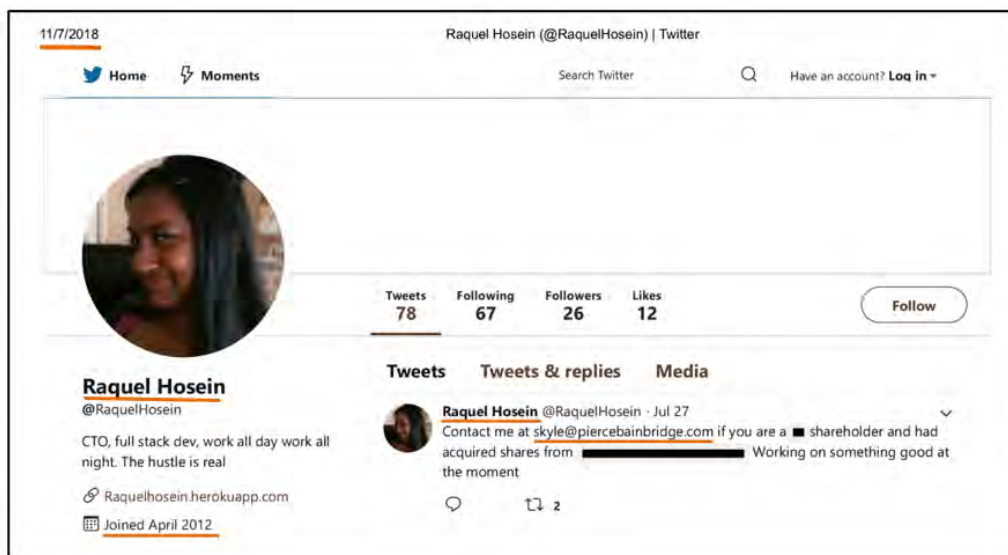 11/7/2018
Raquel Hosein (@RaquelHosein) | Twitter
Home
Moments
Search Twitter
Have an account? Log in
Tweets Following Followers Likes
78 67 26 12
Follow
Raquel Hosein
@RaquelHosein
CTO, full stack dev, work all day work all
night. The hustle is real
Raquelhosein.herokuapp.com
Joined April 2012
Tweets Tweets & replies Media
Raquel Hosein @RaquelHosein · Jul 27
Contact me at skyle@piercebainbridge.com if you are a shareholder and had
acquired shares from Working on something good at
the moment
2